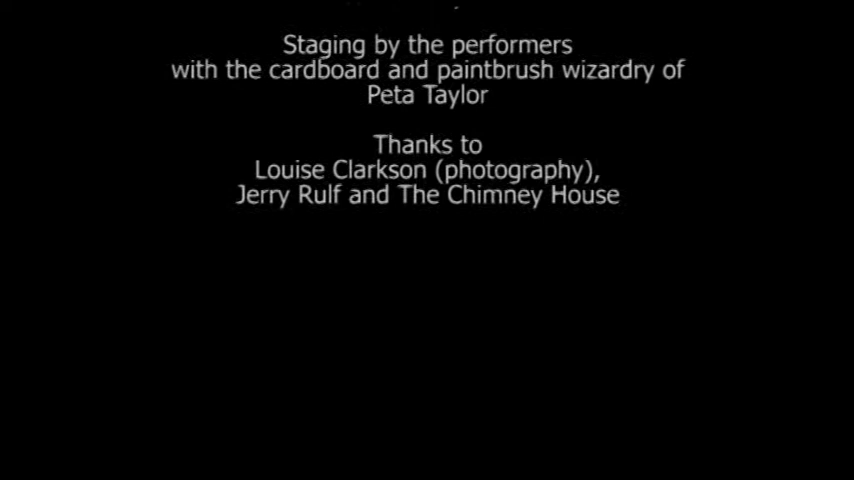 Staging by the performers
with the cardboard and paintbrush wizardry of
Peta Taylor
Thanks to
Louise Clarkson (photography),
Jerry Rulf and The Chimney House